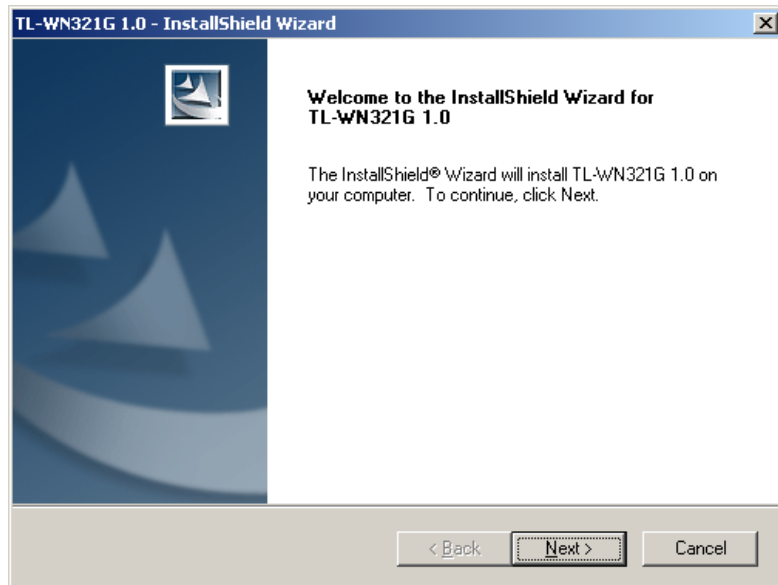 TL-WN321G 1.0 - InstallShield Wizard
Welcome to the InstallShield Wizard for
TL-WN321G 1.0
The InstallShield® Wizard will install TL-WN321G 1.0 on
your computer. To continue, click Next.
< Back Next > Cancel